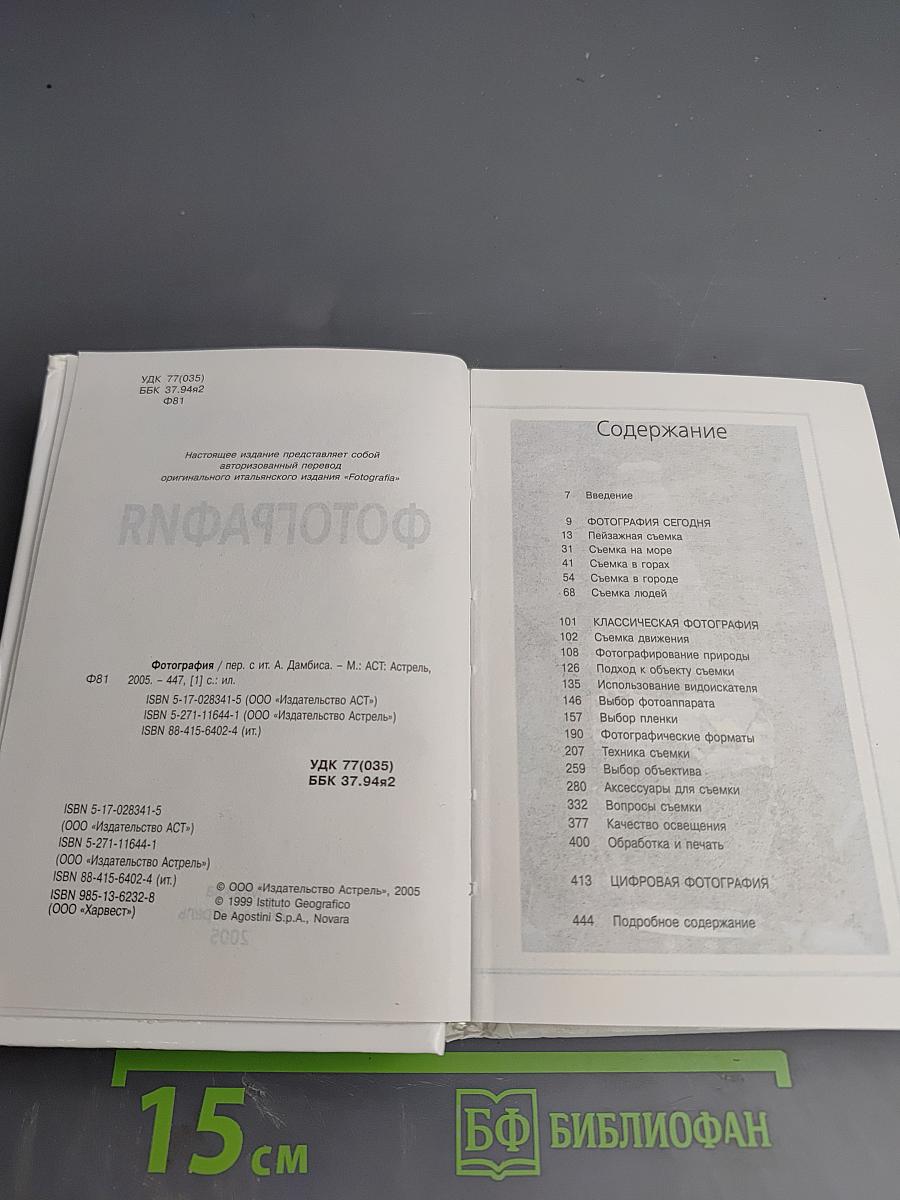 УДК 77(035)
ББК 37.94я2
Ф81
Настоящее издание представляет собой
авторизованный перевод
оригинального итальянского издания «Fotografia»
ФОТОГРАФИЯ
Фотография / пер. с ит. А. Дамбиса. – М.: АСТ: Астрель,
Ф81 2005. – 447, [1] с.: ил.
ISBN 5-17-028341-5 (ООО «Издательство АСТ»)
ISBN 5-271-11644-1 (ООО «Издательство Астрель»)
ISBN 88-415-6402-4 (ит.)
УДК 77(035)
ББК 37.94я2
ISBN 5-17-028341-5
(ООО «Издательство АСТ»)
ISBN 5-271-11644-1
(ООО «Издательство Астрель»)
ISBN 88-415-6402-4 (ит.)
ISBN 985-13-6232-8
(ООО «Харвест»)
© ООО «Издательство Астрель», 2005
© 1999 Istituto Geografico
De Agostini S.p.A., Novara
2005
Содержание
7 Введение
9 ФОТОГРАФИЯ СЕГОДНЯ
13 Пейзажная съемка
31 Съемка на море
41 Съемка в горах
54 Съемка в городе
68 Съемка людей
101 КЛАССИЧЕСКАЯ ФОТОГРАФИЯ
102 Съемка движения
108 Фотографирование природы
126 Подход к объекту съемки
135 Использование видоискателя
146 Выбор фотоаппарата
157 Выбор пленки
190 Фотографические форматы
207 Техника съемки
259 Выбор объектива
280 Аксессуары для съемки
332 Вопросы съемки
377 Качество освещения
400 Обработка и печать
413 ЦИФРОВАЯ ФОТОГРАФИЯ
444 Подробное содержание
15 см
БФ БИБЛИОФАН